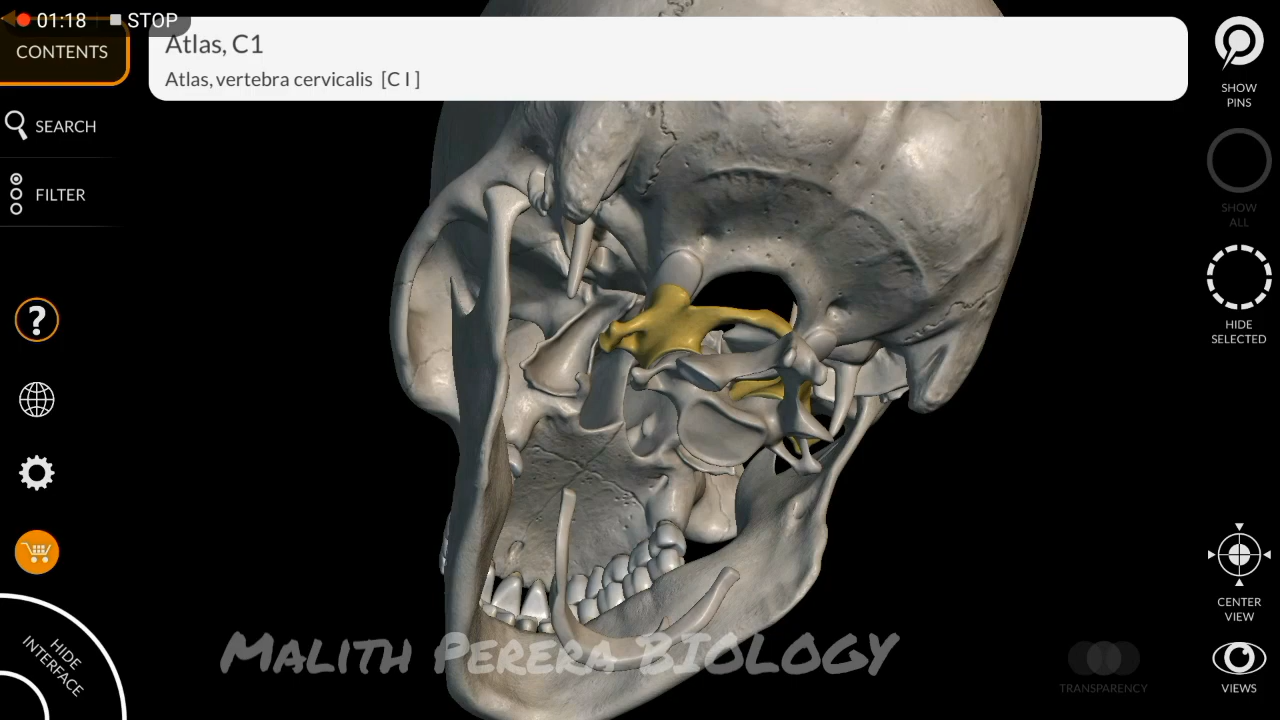 01:18 STOP
CONTENTS
Atlas, C1
Atlas, vertebra cervicalis [C I ]
SEARCH
FILTER
?
HIDE
INTERFACE
SHOW
PINS
SHOW
ALL
HIDE
SELECTED
CENTER
VIEW
TRANSPARENCY
VIEWS
MALITH PERERA BIOLOGY